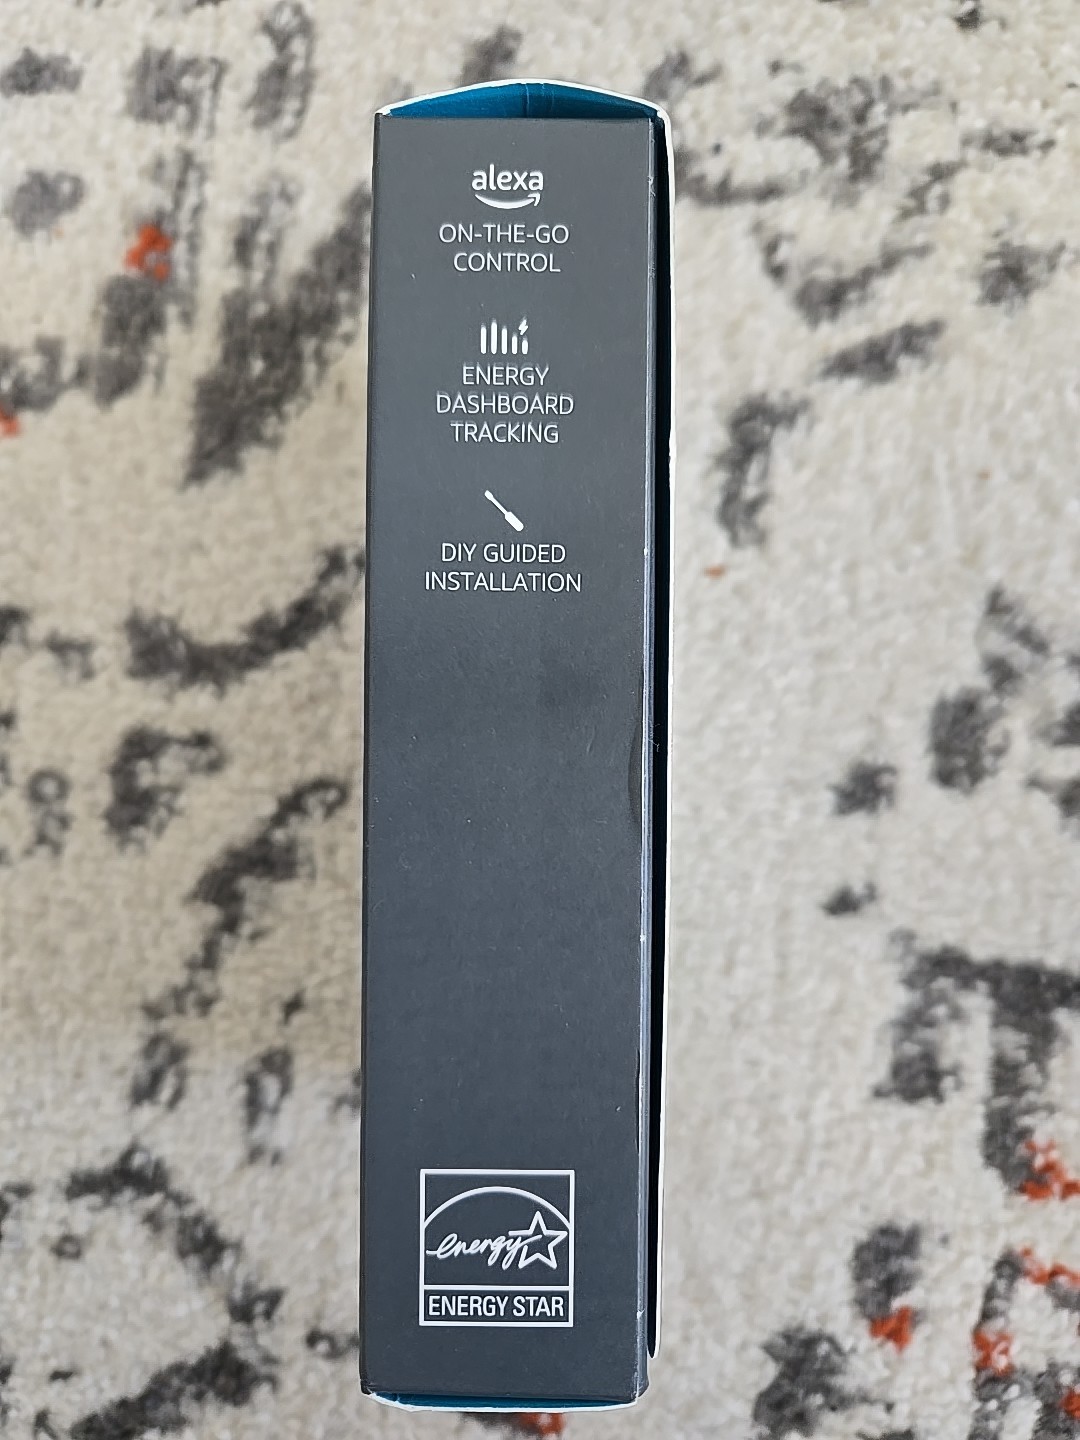 alexa
ON-THE-GO
CONTROL
ENERGY
DASHBOARD
TRACKING
DIY GUIDED
INSTALLATION
energy
ENERGY STAR